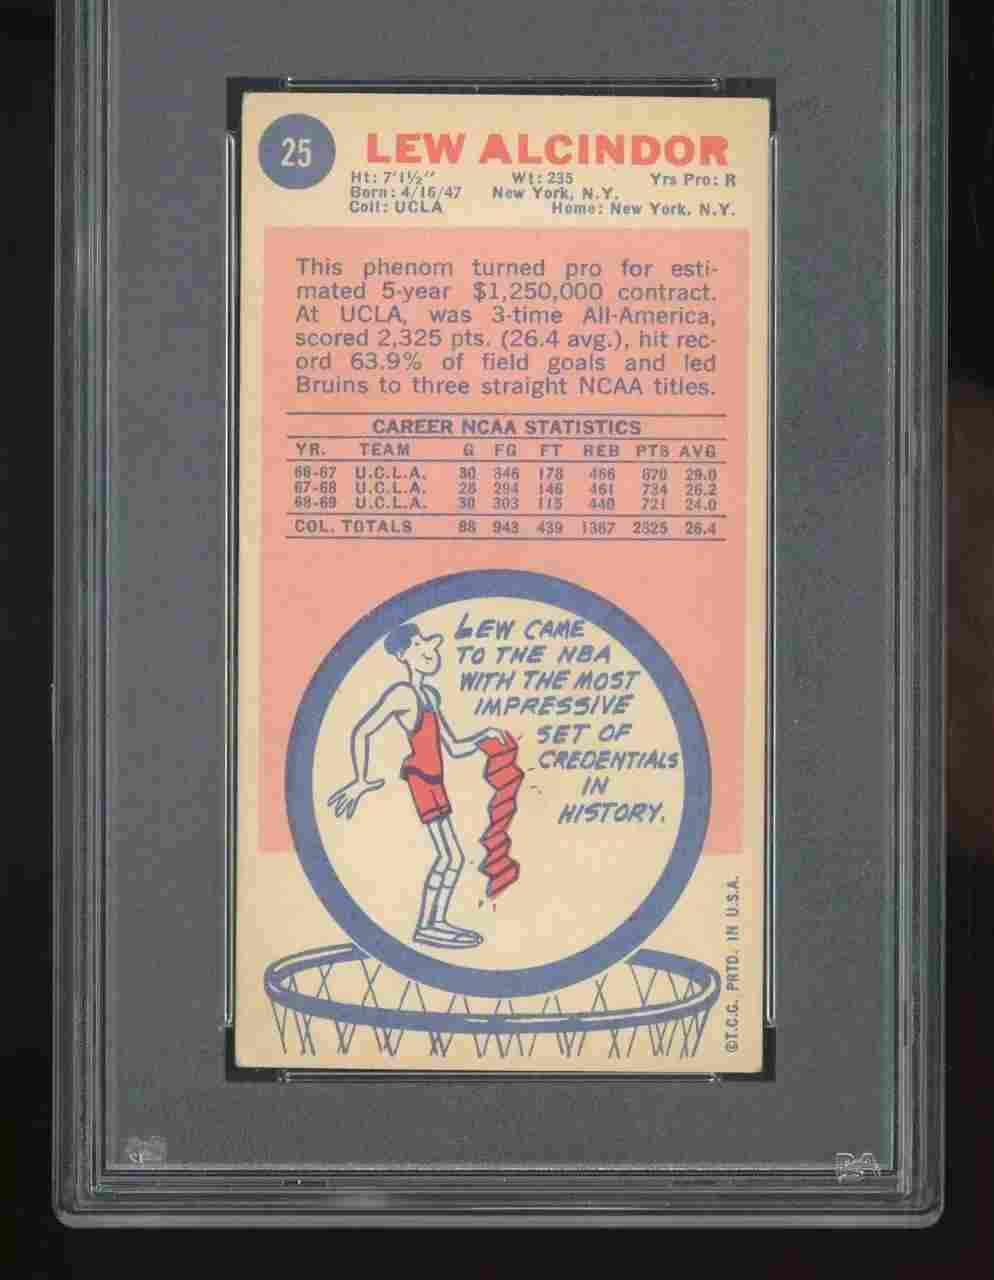 25
LEW ALCINDOR
Ht: 7'1½" Wt: 235 Yrs Pro: R
Born: 4/16/47 New York, N.Y.
Coll: UCLA Home: New York, N.Y.
This phenom turned pro for esti-
mated 5-year $1,250,000 contract.
At UCLA, was 3-time All-America,
scored 2,325 pts. (26.4 avg.), hit rec-
ord 63.9% of field goals and led
Bruins to three straight NCAA titles.
CAREER NCAA STATISTICS
YR. TEAM G FG FT REB PTS AVG
66-67 U.C.L.A. 30 346 178 466 870 29.0
67-68 U.C.L.A. 28 294 146 461 734 26.2
68-69 U.C.L.A. 30 303 115 440 721 24.0
COL. TOTALS 88 943 439 1367 2325 26.4
LEW CAME
TO THE NBA
WITH THE MOST
IMPRESSIVE
SET OF
CREDENTIALS
IN
HISTORY.
©T.C.G. PRTD. IN U.S.A.